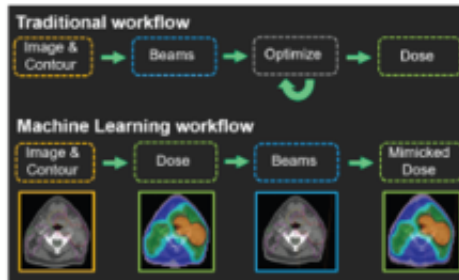 Traditional workflow
Image &
Contour
Beams
Optimize
Dose
Machine Learning workflow
Image &
Contour
Dose
Beams
Mimicked
Dose